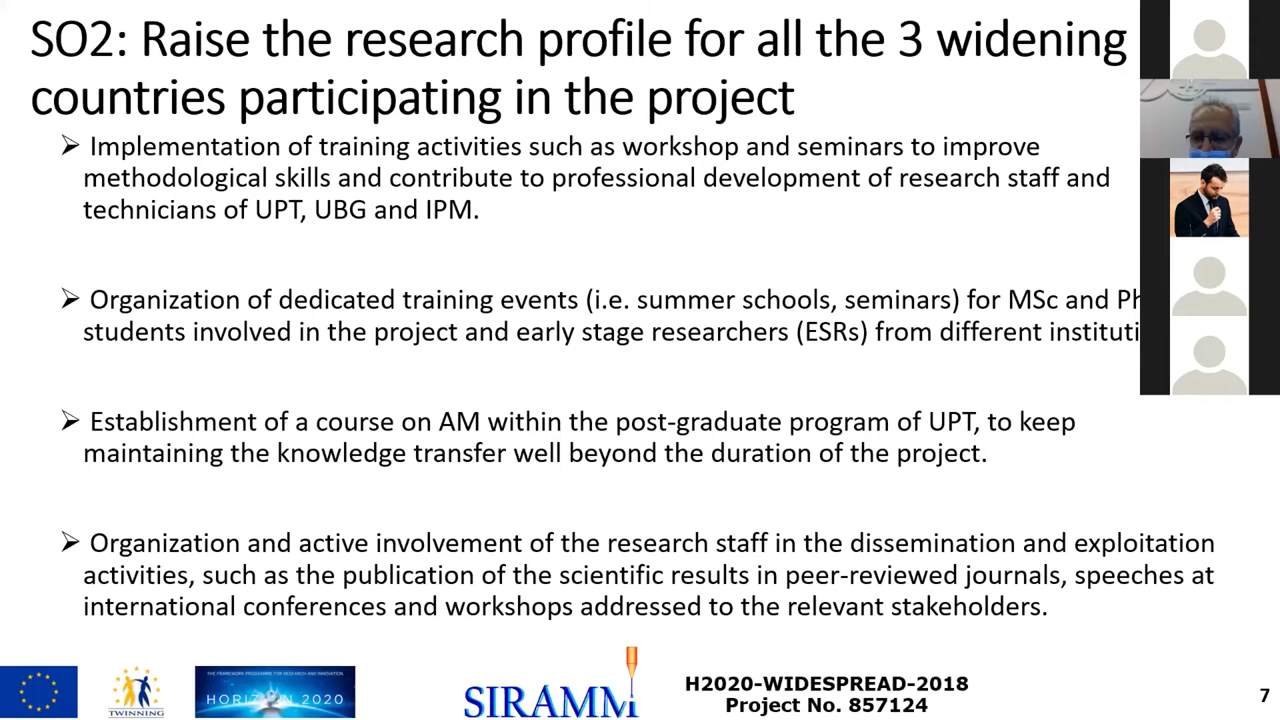 SO2: Raise the research profile for all the 3 widening
countries participating in the project
➢ Implementation of training activities such as workshop and seminars to improve
methodological skills and contribute to professional development of research staff and
technicians of UPT, UBG and IPM.
➢ Organization of dedicated training events (i.e. summer schools, seminars) for MSc and
students involved in the project and early stage researchers (ESRs) from different
➢ Establishment of a course on AM within the post-graduate program of UPT, to keep
maintaining the knowledge transfer well beyond the duration of the project.
➢ Organization and active involvement of the research staff in the dissemination and exploitation
activities, such as the publication of the scientific results in peer-reviewed journals, speeches at
international conferences and workshops addressed to the relevant stakeholders.
TWINNING
THE FRAMEWORK PROGRAMME FOR RESEARCH AND INNOVATION
HORIZON 2020
SIRAMM
H2020-WIDESPREAD-2018
Project No. 857124
7